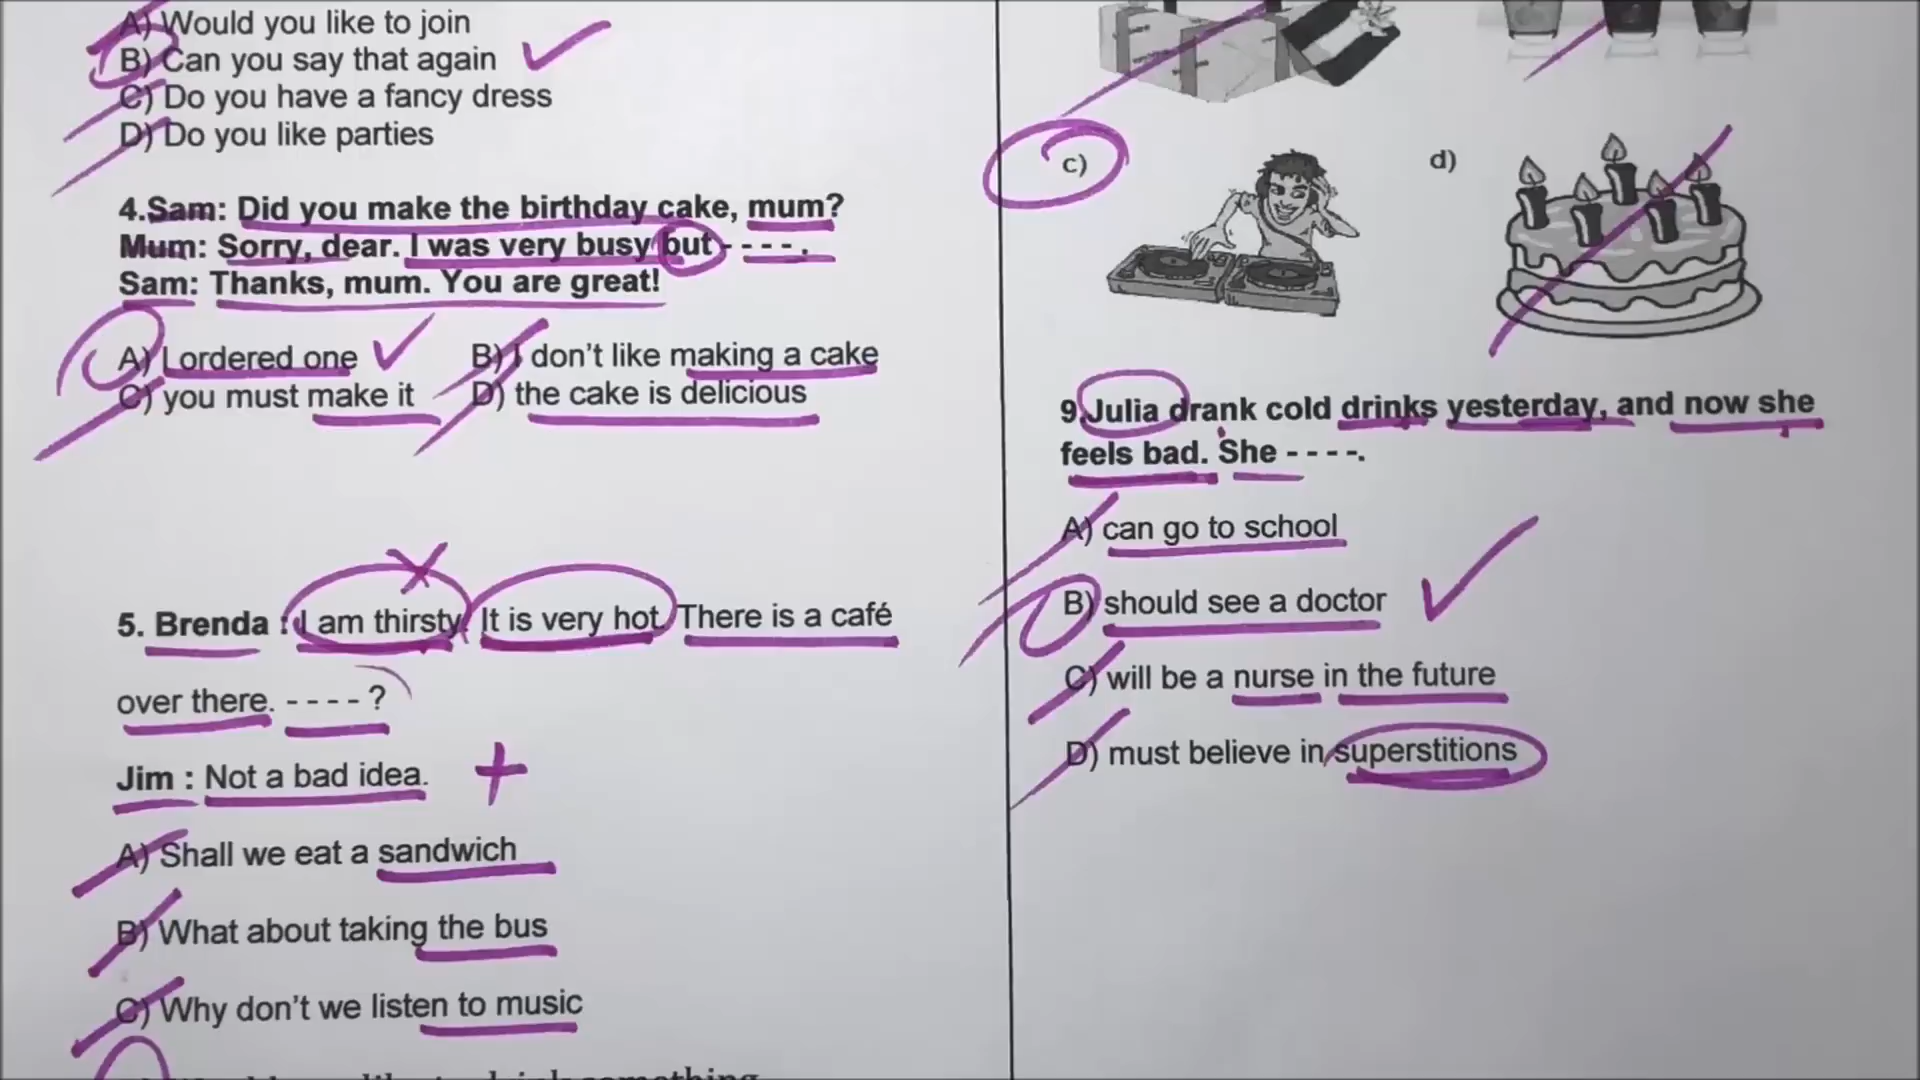 A) Would you like to join
B) Can you say that again
C) Do you have a fancy dress
D) Do you like parties
4.Sam: Did you make the birthday cake, mum?
Mum: Sorry, dear. I was very busy but - - - - .
Sam: Thanks, mum. You are great!
A) I ordered one B) I don't like making a cake
C) you must make it D) the cake is delicious
5. Brenda : I am thirsty. It is very hot. There is a café
over there. - - - - ?
Jim : Not a bad idea.
A) Shall we eat a sandwich
B) What about taking the bus
C) Why don't we listen to music
like to drink something
c) d)
9.Julia drank cold drinks yesterday, and now she
feels bad. She - - - -.
A) can go to school
B) should see a doctor
C) will be a nurse in the future
D) must believe in superstitions